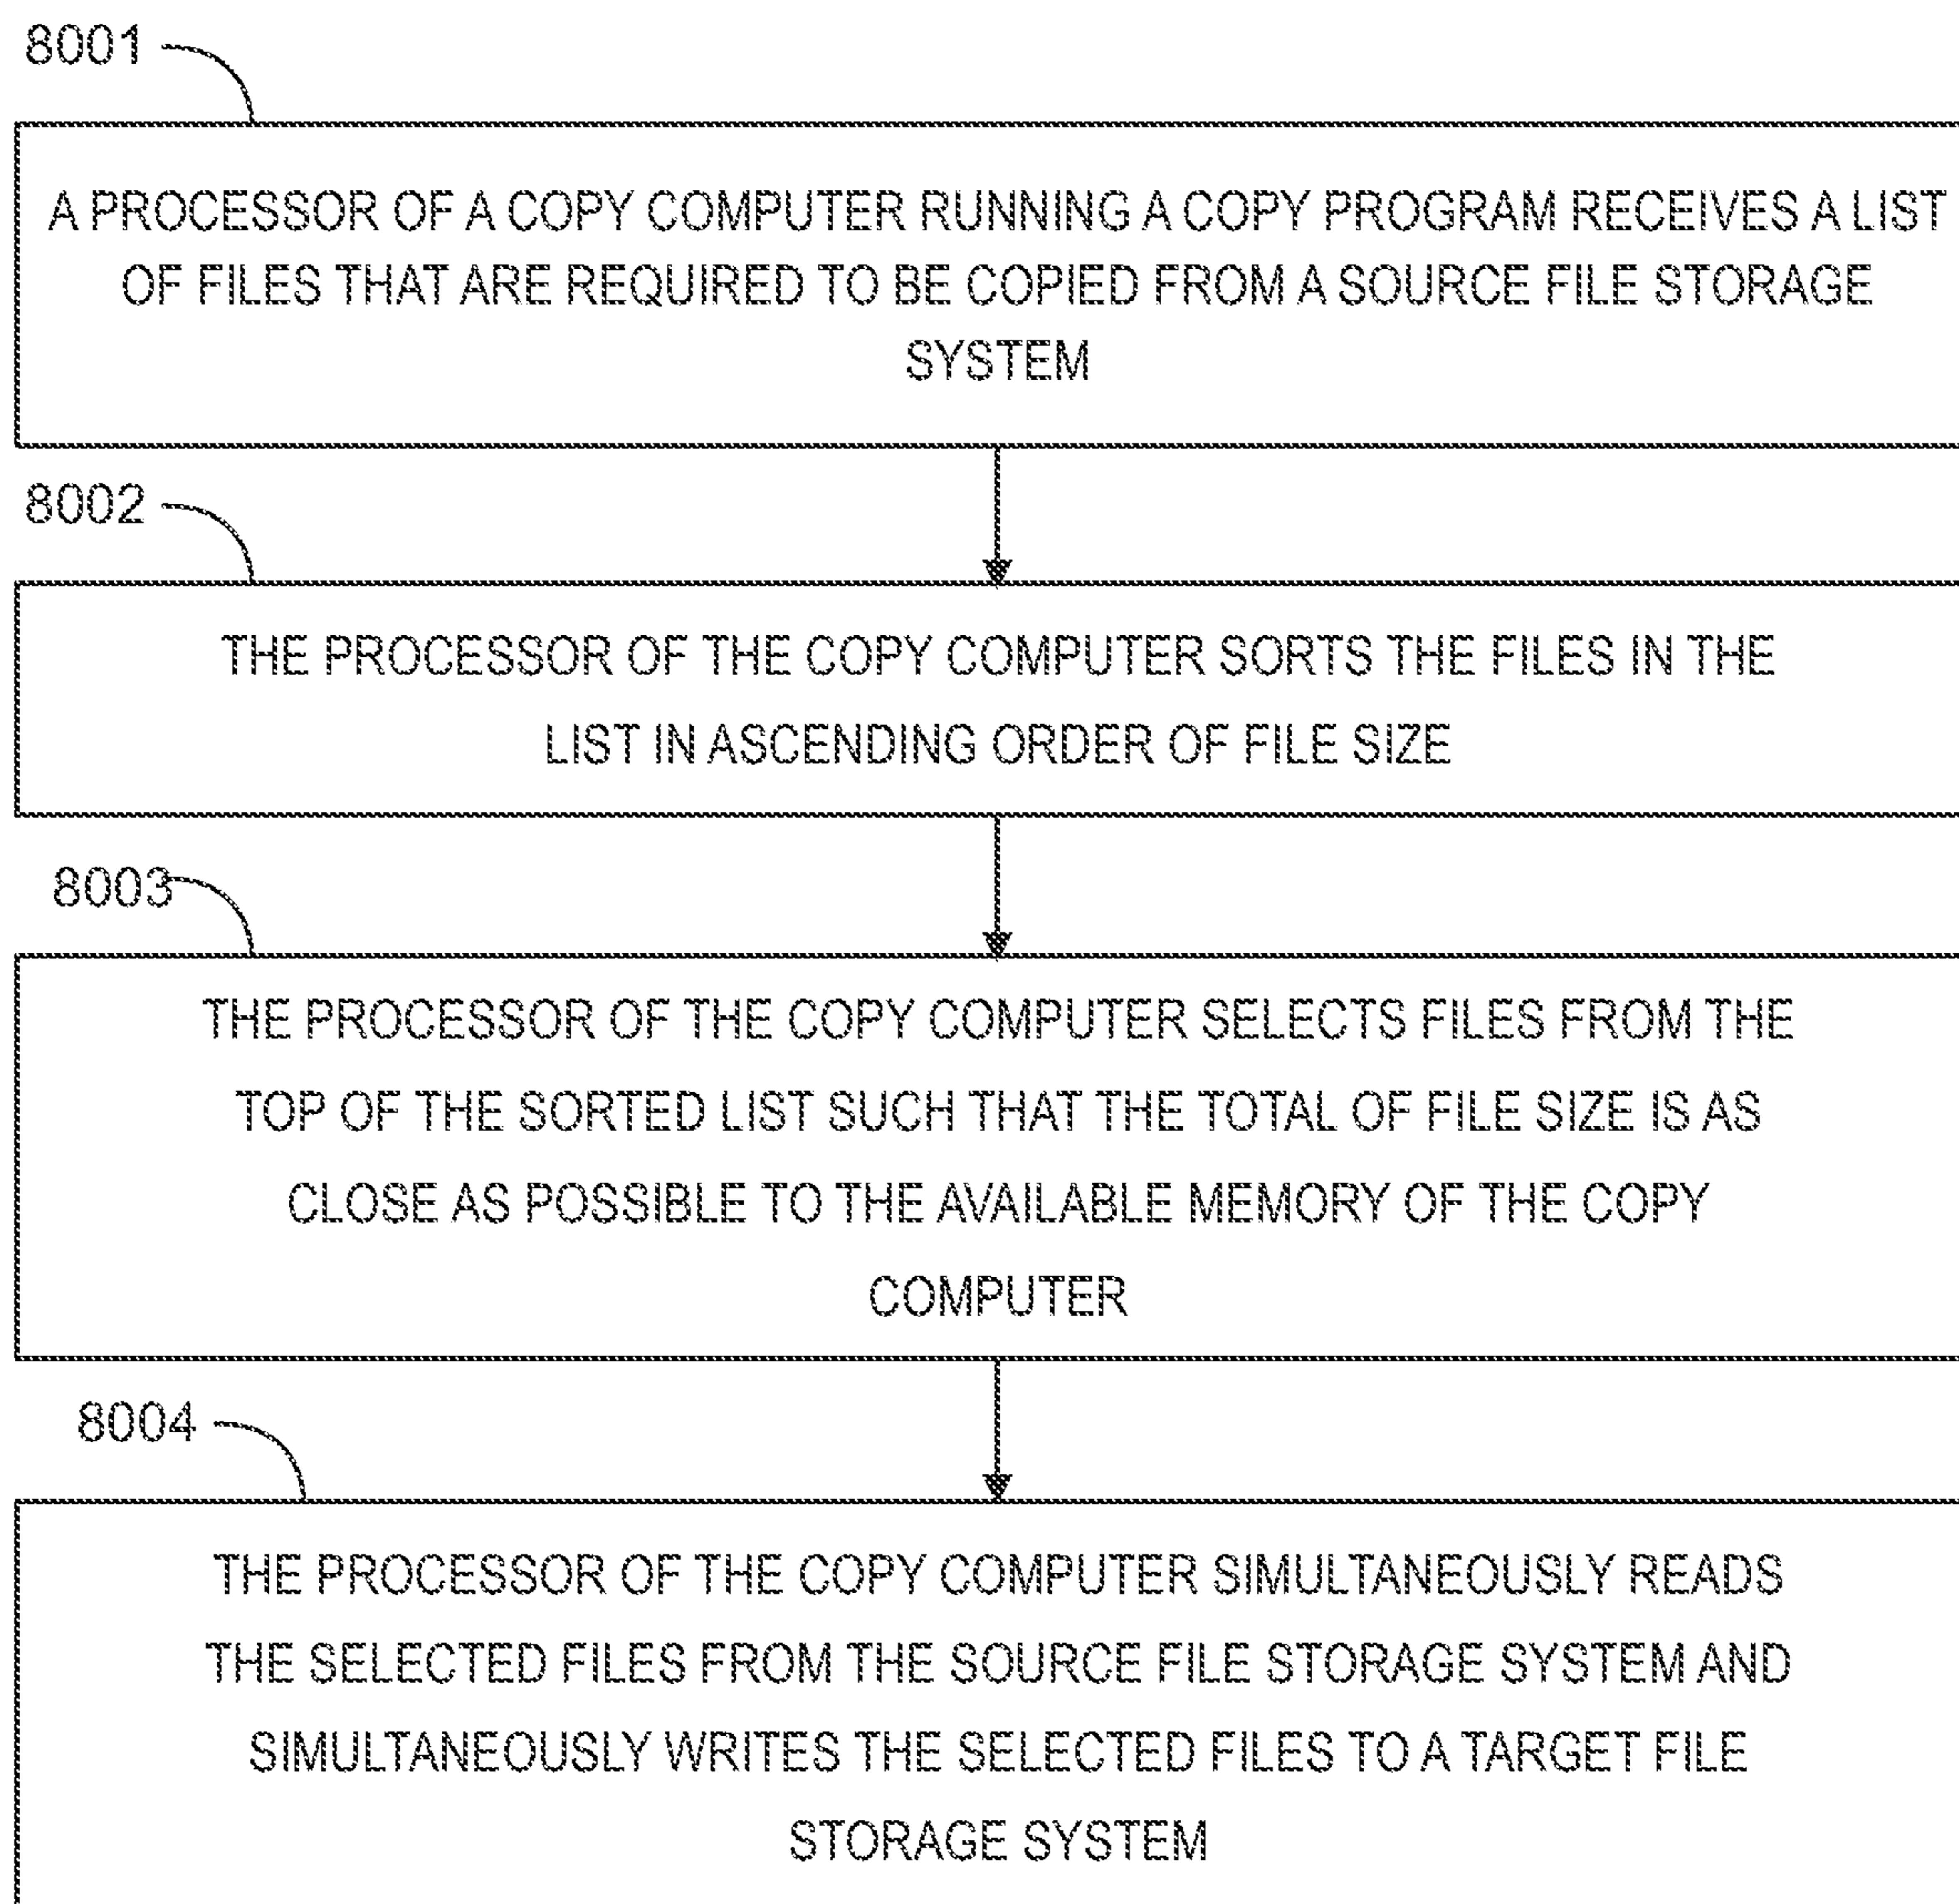 8001
A PROCESSOR OF A COPY COMPUTER RUNNING A COPY PROGRAM RECEIVES A LIST
OF FILES THAT ARE REQUIRED TO BE COPIED FROM A SOURCE FILE STORAGE
SYSTEM
8002
THE PROCESSOR OF THE COPY COMPUTER SORTS THE FILES IN THE
LIST IN ASCENDING ORDER OF FILE SIZE
8003
THE PROCESSOR OF THE COPY COMPUTER SELECTS FILES FROM THE
TOP OF THE SORTED LIST SUCH THAT THE TOTAL OF FILE SIZE IS AS
CLOSE AS POSSIBLE TO THE AVAILABLE MEMORY OF THE COPY
COMPUTER
8004
THE PROCESSOR OF THE COPY COMPUTER SIMULTANEOUSLY READS
THE SELECTED FILES FROM THE SOURCE FILE STORAGE SYSTEM AND
SIMULTANEOUSLY WRITES THE SELECTED FILES TO A TARGET FILE
STORAGE SYSTEM